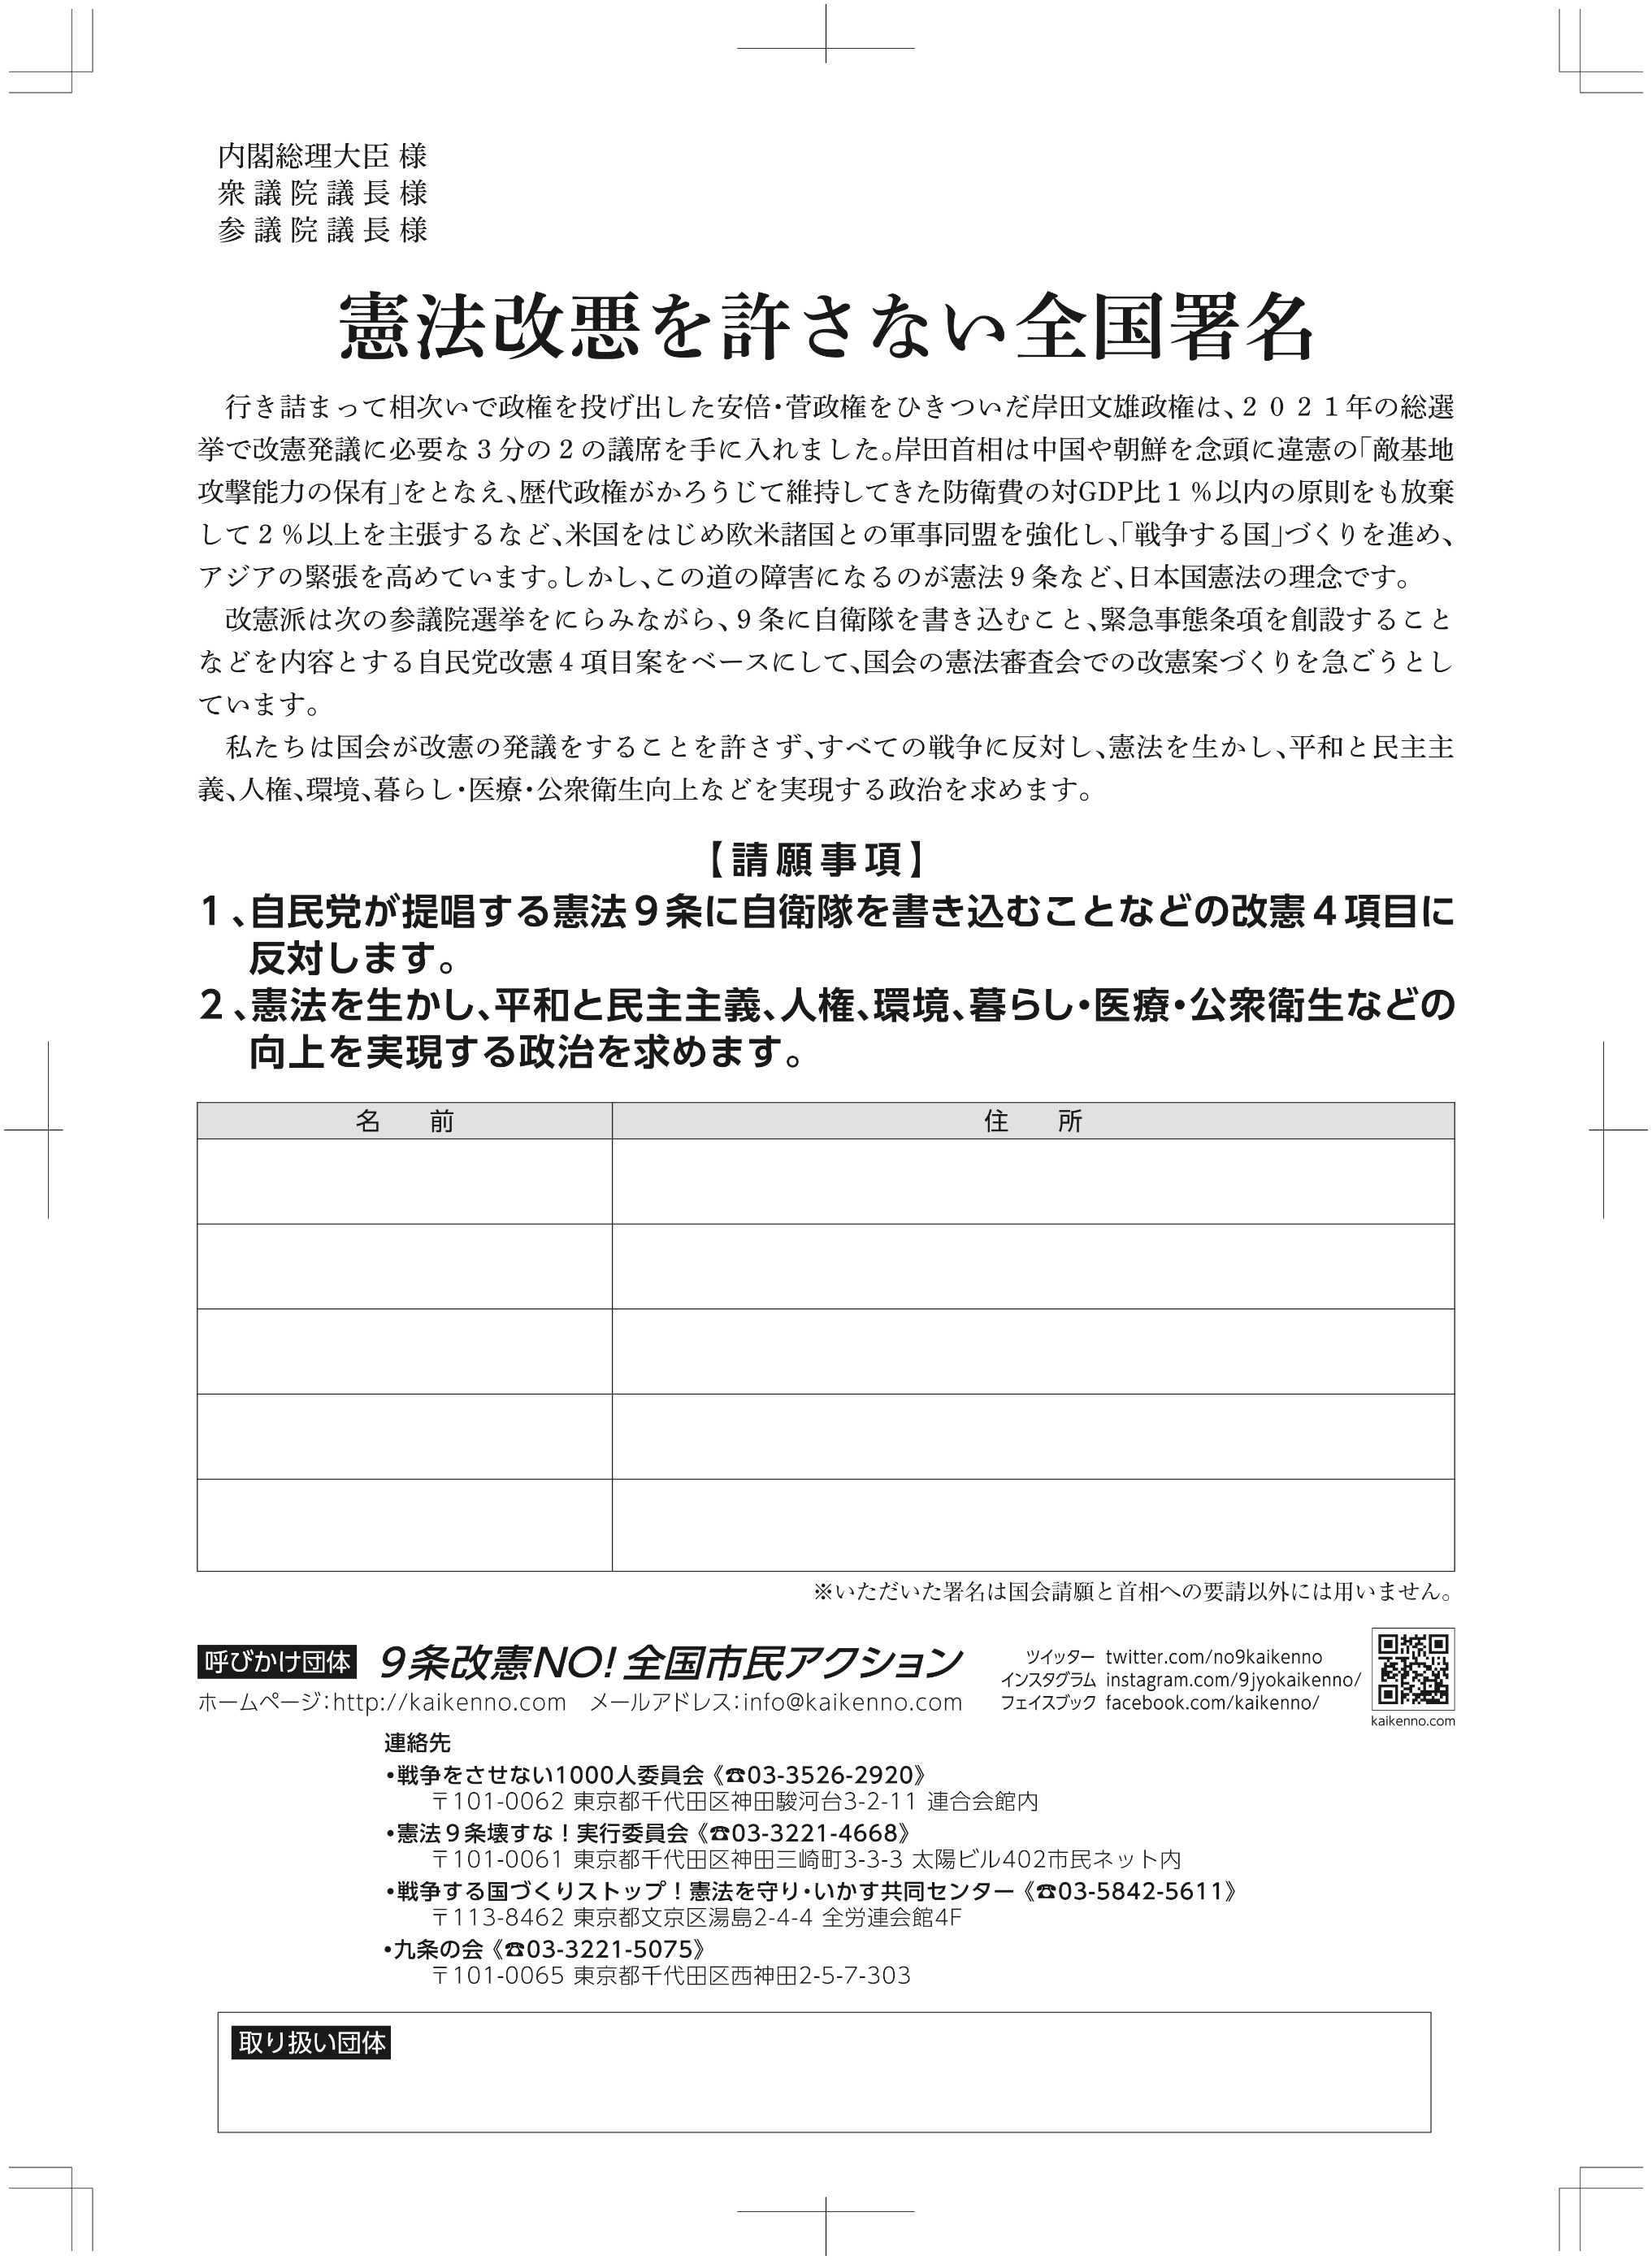 内閣総理大臣 様
衆議院議長様
参議院議長様
憲法改悪を許さない全国署名
　行き詰まって相次いで政権を投げ出した安倍・菅政権をひきついだ岸田文雄政権は、２０２１年の総選
挙で改憲発議に必要な３分の２の議席を手に入れました。岸田首相は中国や朝鮮を念頭に違憲の「敵基地
攻撃能力の保有」をとなえ、歴代政権がかろうじて維持してきた防衛費の対GDP比１％以内の原則をも放棄
して２％以上を主張するなど、米国をはじめ欧米諸国との軍事同盟を強化し、「戦争する国」づくりを進め、
アジアの緊張を高めています。しかし、この道の障害になるのが憲法９条など、日本国憲法の理念です。
　改憲派は次の参議院選挙をにらみながら、９条に自衛隊を書き込むこと、緊急事態条項を創設すること
などを内容とする自民党改憲４項目案をベースにして、国会の憲法審査会での改憲案づくりを急ごうとし
ています。
　私たちは国会が改憲の発議をすることを許さず、すべての戦争に反対し、憲法を生かし、平和と民主主
義、人権、環境、暮らし・医療・公衆衛生向上などを実現する政治を求めます。
【請願事項】
１、自民党が提唱する憲法９条に自衛隊を書き込むことなどの改憲４項目に
反対します。
２、憲法を生かし、平和と民主主義、人権、環境、暮らし・医療・公衆衛生などの
向上を実現する政治を求めます。
名　前　住　所
※いただいた署名は国会請願と首相への要請以外には用いません。
呼びかけ団体 ９条改憲NO! 全国市民アクション
ホームページ：http://kaikenno.com　メールアドレス：info@kaikenno.com
ツイッター twitter.com/no9kaikenno
インスタグラム instagram.com/9jyokaikenno/
フェイスブック facebook.com/kaikenno/
kaikenno.com
連絡先
・戦争をさせない1000人委員会《☎03-3526-2920》
〒101-0062 東京都千代田区神田駿河台3-2-11 連合会館内
・憲法９条壊すな！実行委員会《☎03-3221-4668》
〒101-0061 東京都千代田区神田三崎町3-3-3 太陽ビル402市民ネット内
・戦争する国づくりストップ！憲法を守り・いかす共同センター《☎03-5842-5611》
〒113-8462 東京都文京区湯島2-4-4 全労連会館4F
・九条の会《☎03-3221-5075》
〒101-0065 東京都千代田区西神田2-5-7-303
取り扱い団体